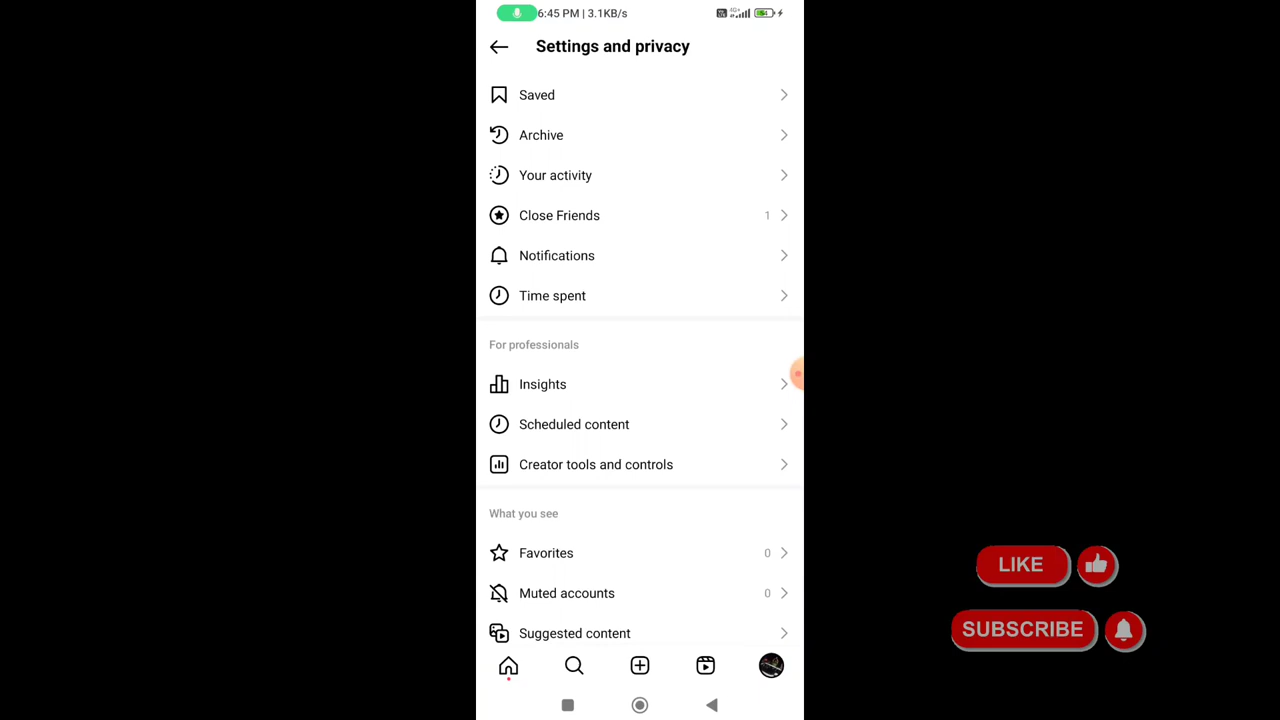 6:45 PM | 3.1KB/s
Settings and privacy
Saved
Archive
Your activity
Close Friends 1
Notifications
Time spent
For professionals
Insights
Scheduled content
Creator tools and controls
What you see
Favorites 0
Muted accounts 0
Suggested content
LIKE
SUBSCRIBE